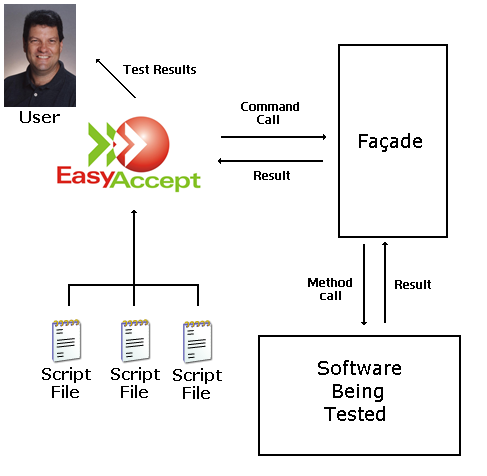 Test Results
User
Command
Call
Façade
EasyAccept
Result
Method
call
Result
Script
File
Script
File
Script
File
Software
Being
Tested